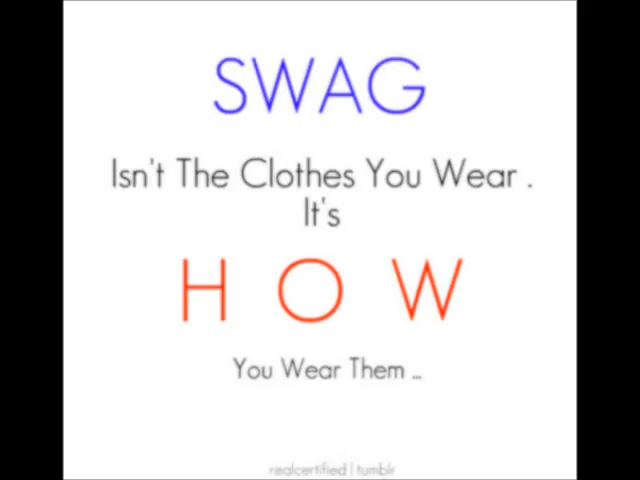 SWAG
Isn't The Clothes You Wear .
It's
H O W
You Wear Them ...
realcertified | tumblr